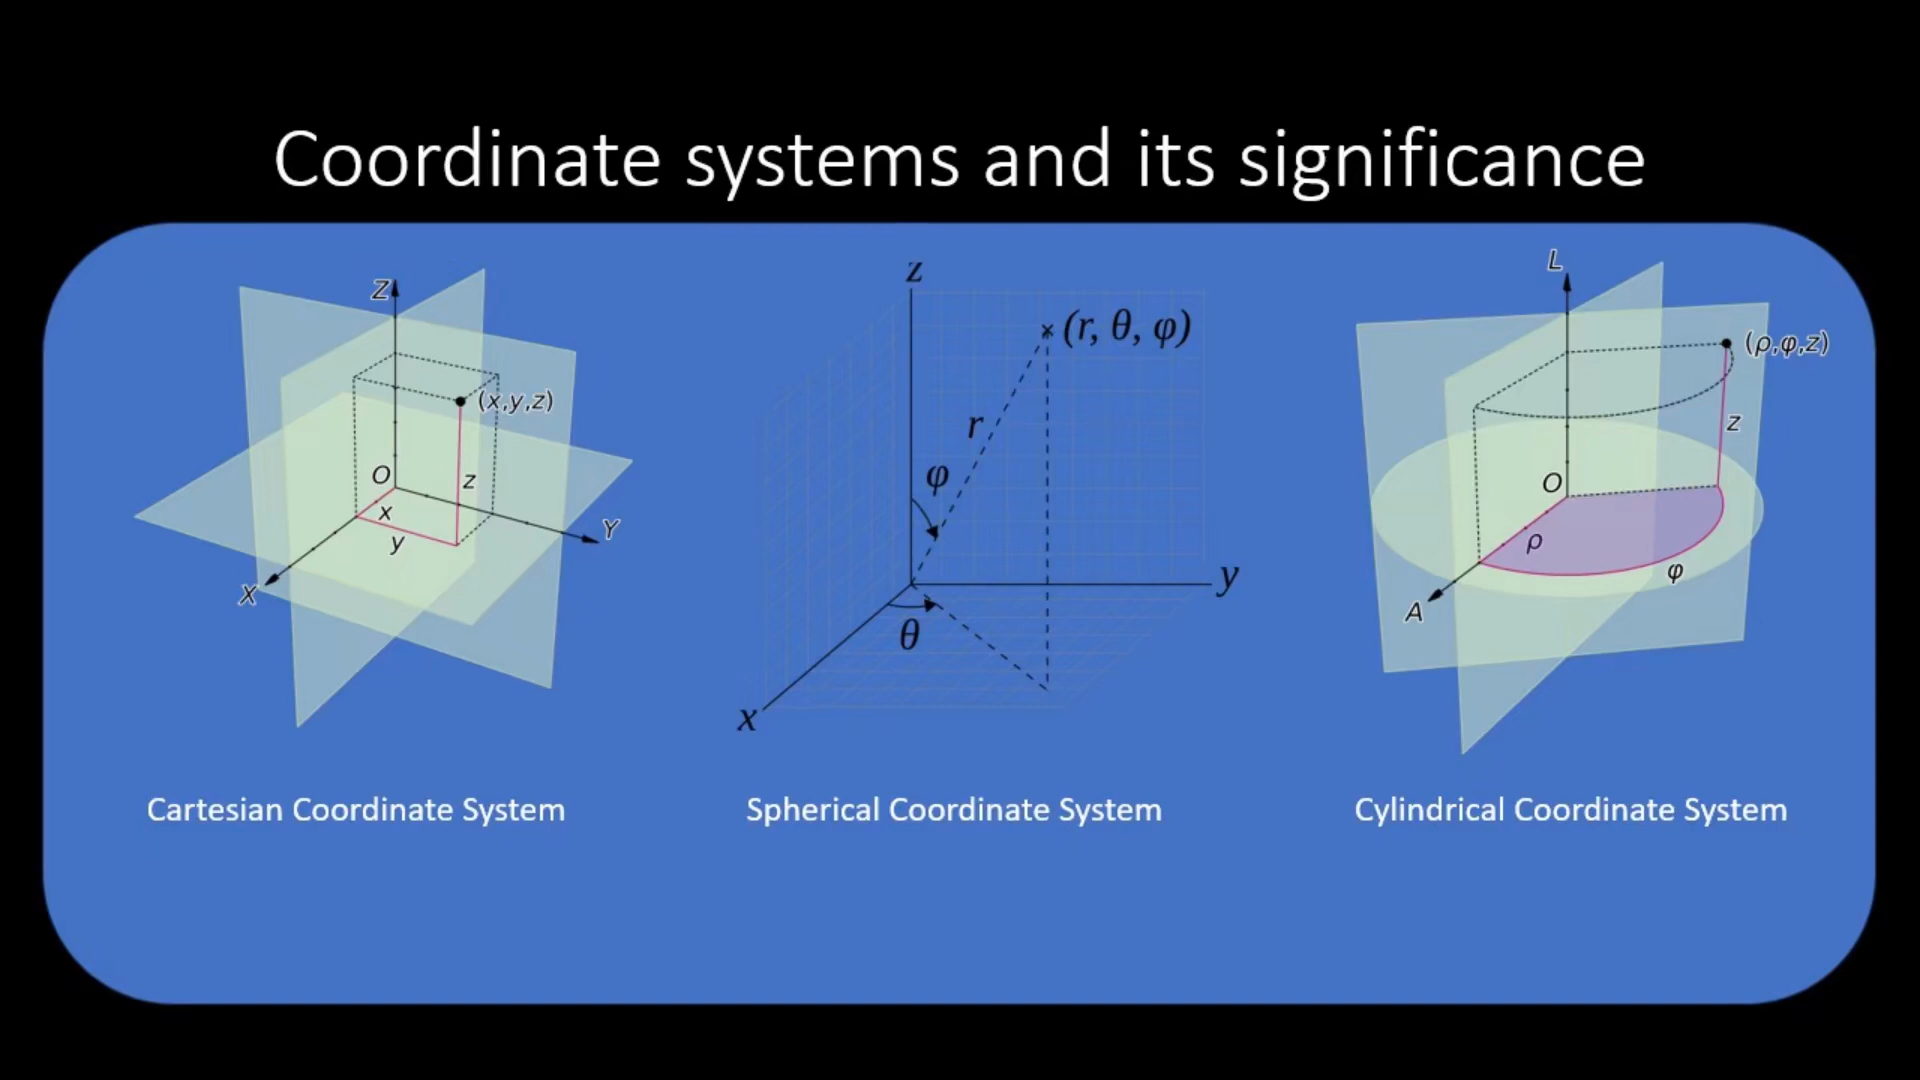 Coordinate systems and its significance
Z
(x,y,z)
O
z
x
y
Y
X
Cartesian Coordinate System
z
(r, θ, φ)
r
φ
y
θ
x
Spherical Coordinate System
L
(ρ,φ,z)
z
O
ρ
φ
A
Cylindrical Coordinate System